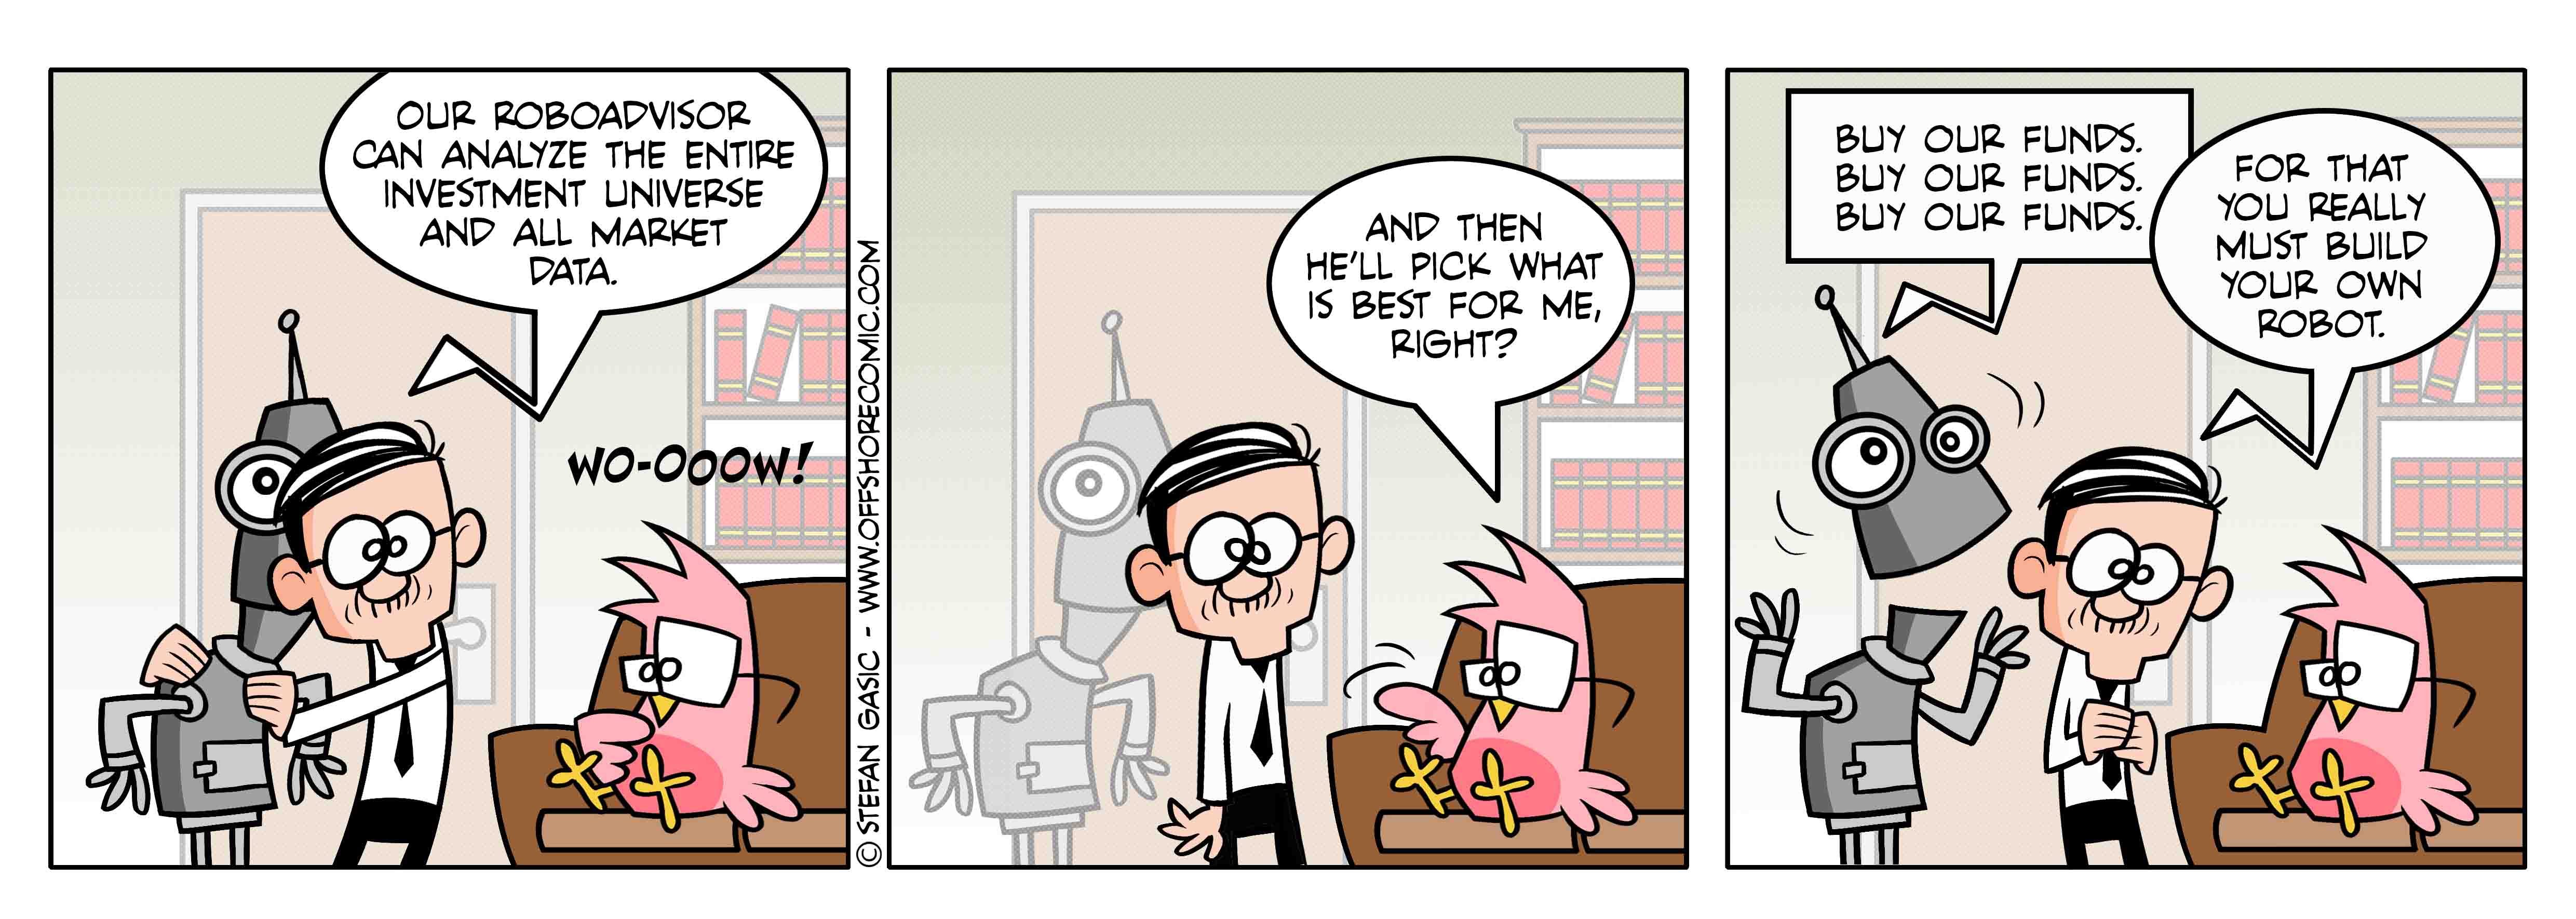 OUR ROBOADVISOR
CAN ANALYZE THE ENTIRE
INVESTMENT UNIVERSE
AND ALL MARKET
DATA.
WO-OOOW!
© STEFAN GASIC - WWW.OFFSHORECOMIC.COM
AND THEN
HE'LL PICK WHAT
IS BEST FOR ME,
RIGHT?
BUY OUR FUNDS.
BUY OUR FUNDS.
BUY OUR FUNDS.
FOR THAT
YOU REALLY
MUST BUILD
YOUR OWN
ROBOT.